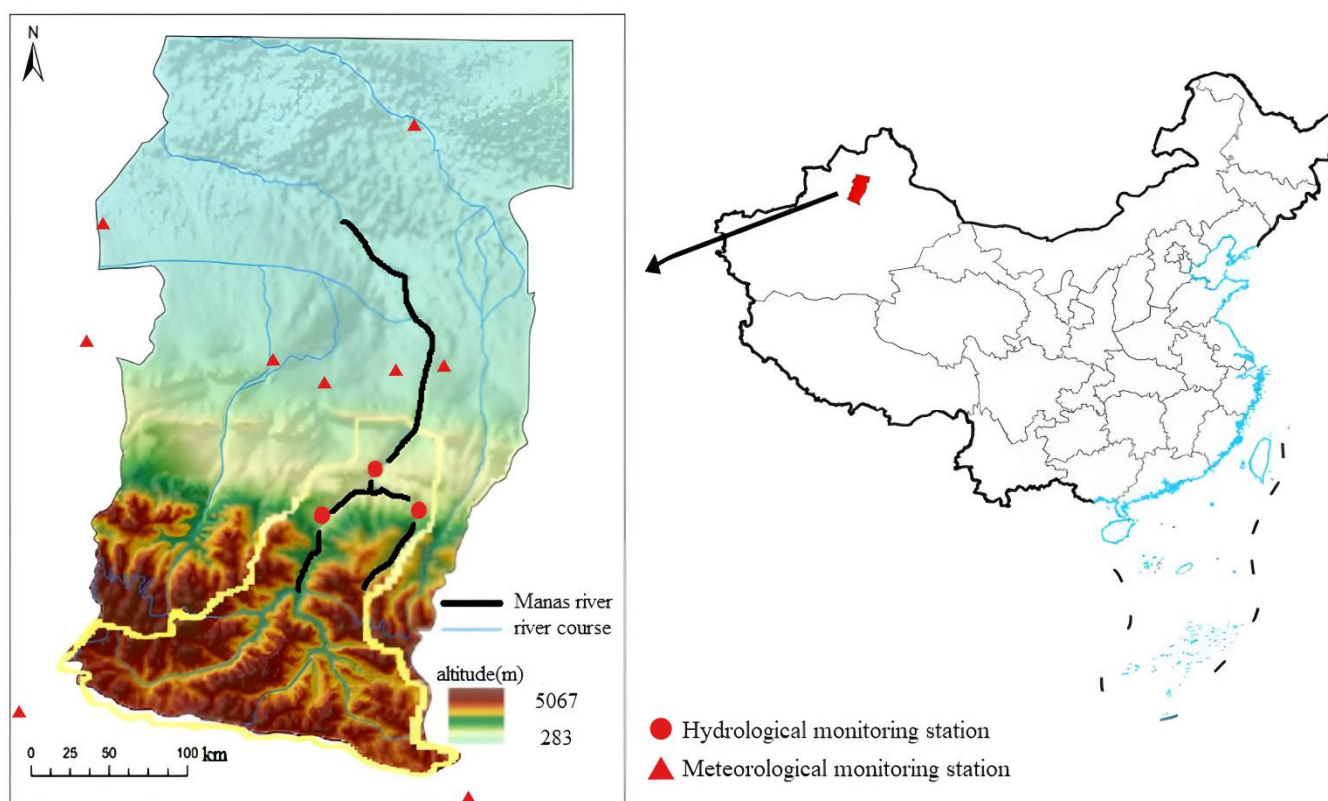 N
Manas river
river course
altitude(m)
5067
283
0 25 50 100 km
Hydrological monitoring station
Meteorological monitoring station